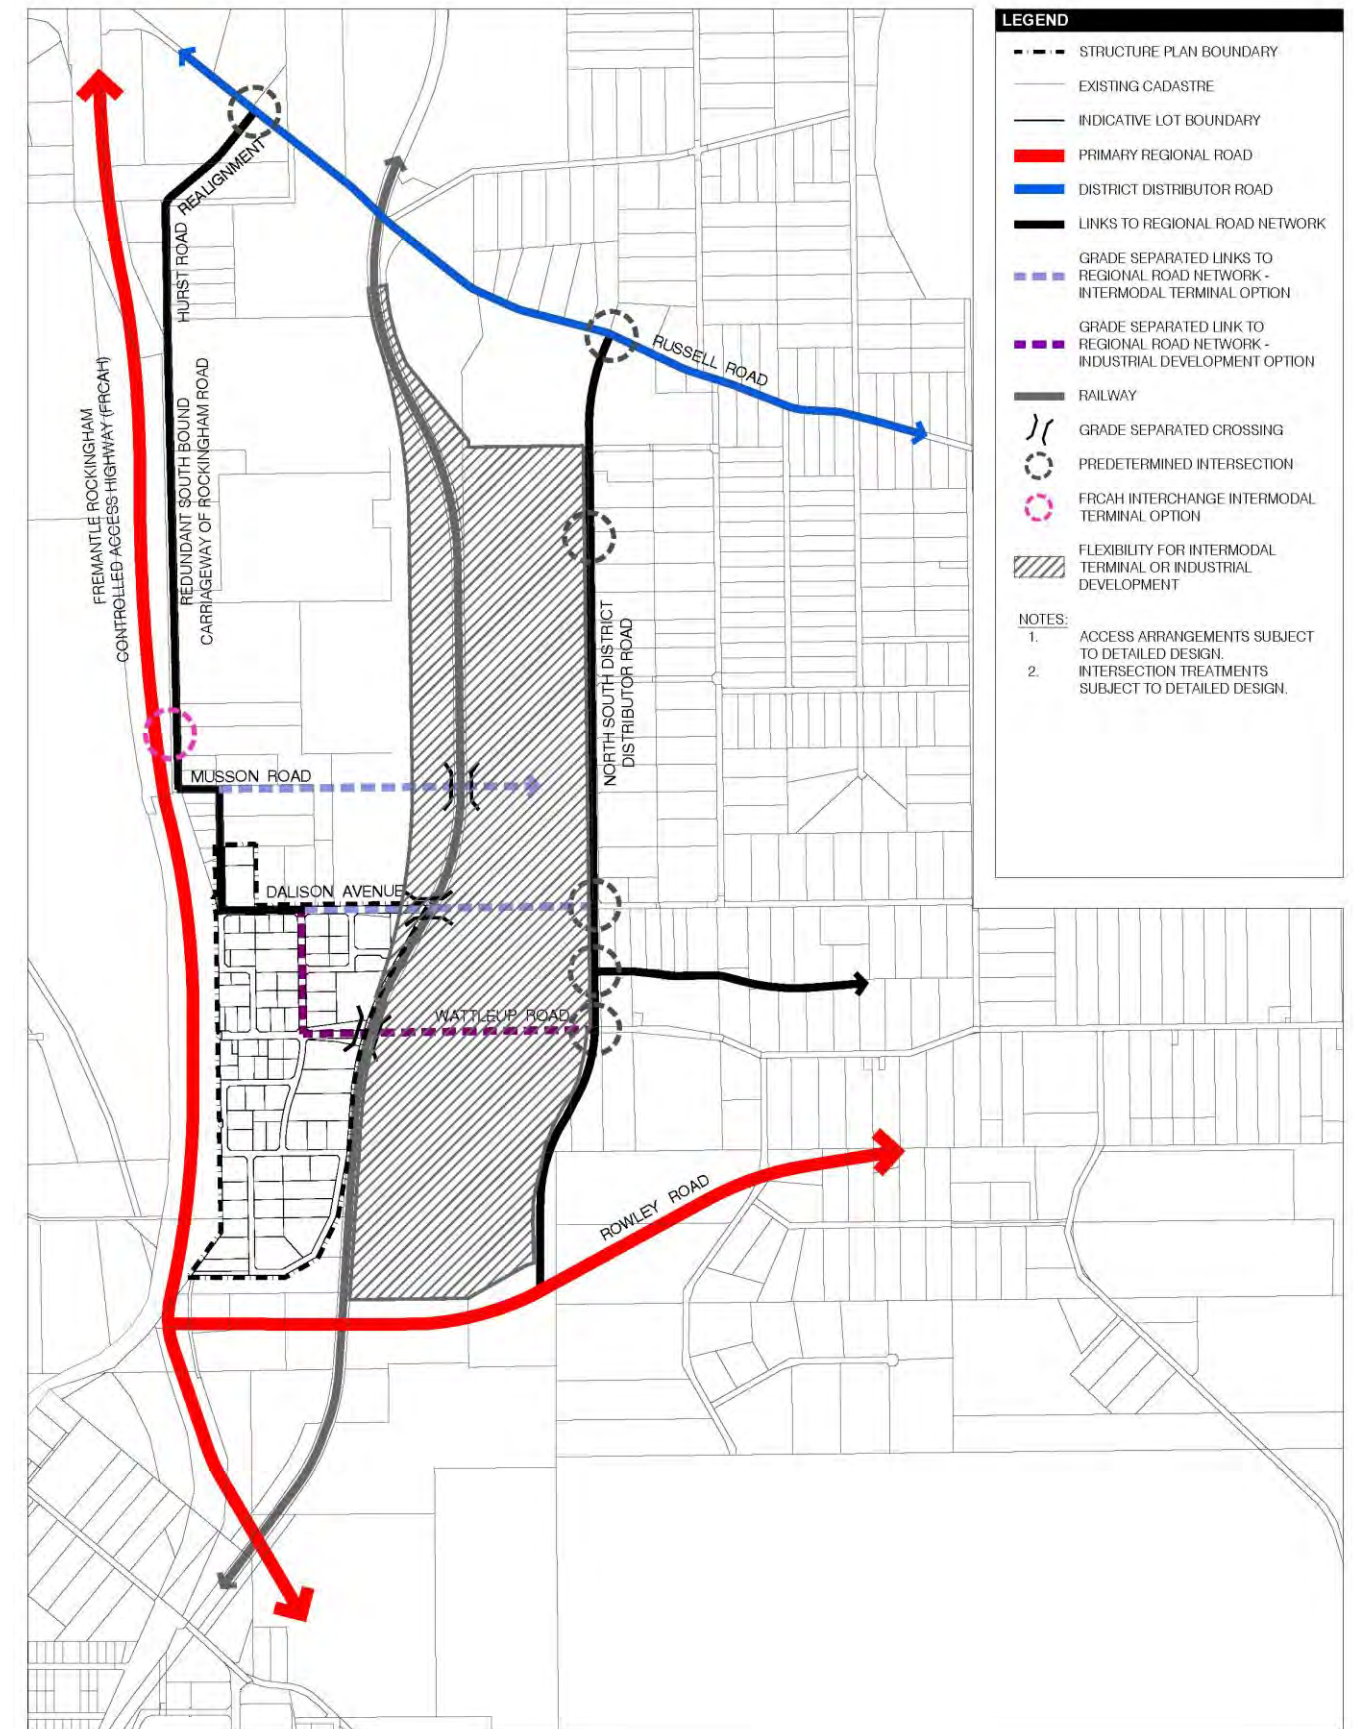 LEGEND
STRUCTURE PLAN BOUNDARY
EXISTING CADASTRE
INDICATIVE LOT BOUNDARY
PRIMARY REGIONAL ROAD
DISTRICT DISTRIBUTOR ROAD
LINKS TO REGIONAL ROAD NETWORK
GRADE SEPARATED LINKS TO
REGIONAL ROAD NETWORK -
INTERMODAL TERMINAL OPTION
GRADE SEPARATED LINK TO
REGIONAL ROAD NETWORK -
INDUSTRIAL DEVELOPMENT OPTION
RAILWAY
GRADE SEPARATED CROSSING
PREDETERMINED INTERSECTION
FRCAH INTERCHANGE INTERMODAL
TERMINAL OPTION
FLEXIBILITY FOR INTERMODAL
TERMINAL OR INDUSTRIAL
DEVELOPMENT
NOTES:
1. ACCESS ARRANGEMENTS SUBJECT
TO DETAILED DESIGN.
2. INTERSECTION TREATMENTS
SUBJECT TO DETAILED DESIGN.
HURST ROAD REALIGNMENT
RUSSELL ROAD
FREMANTLE ROCKINGHAM
CONTROLLED ACCESS HIGHWAY (FRCAH)
REDUNDANT SOUTH BOUND
CARRIAGEWAY OF ROCKINGHAM ROAD
NORTH SOUTH DISTRICT
DISTRIBUTOR ROAD
MUSSON ROAD
DALISON AVENUE
WATTLEUP ROAD
ROWLEY ROAD